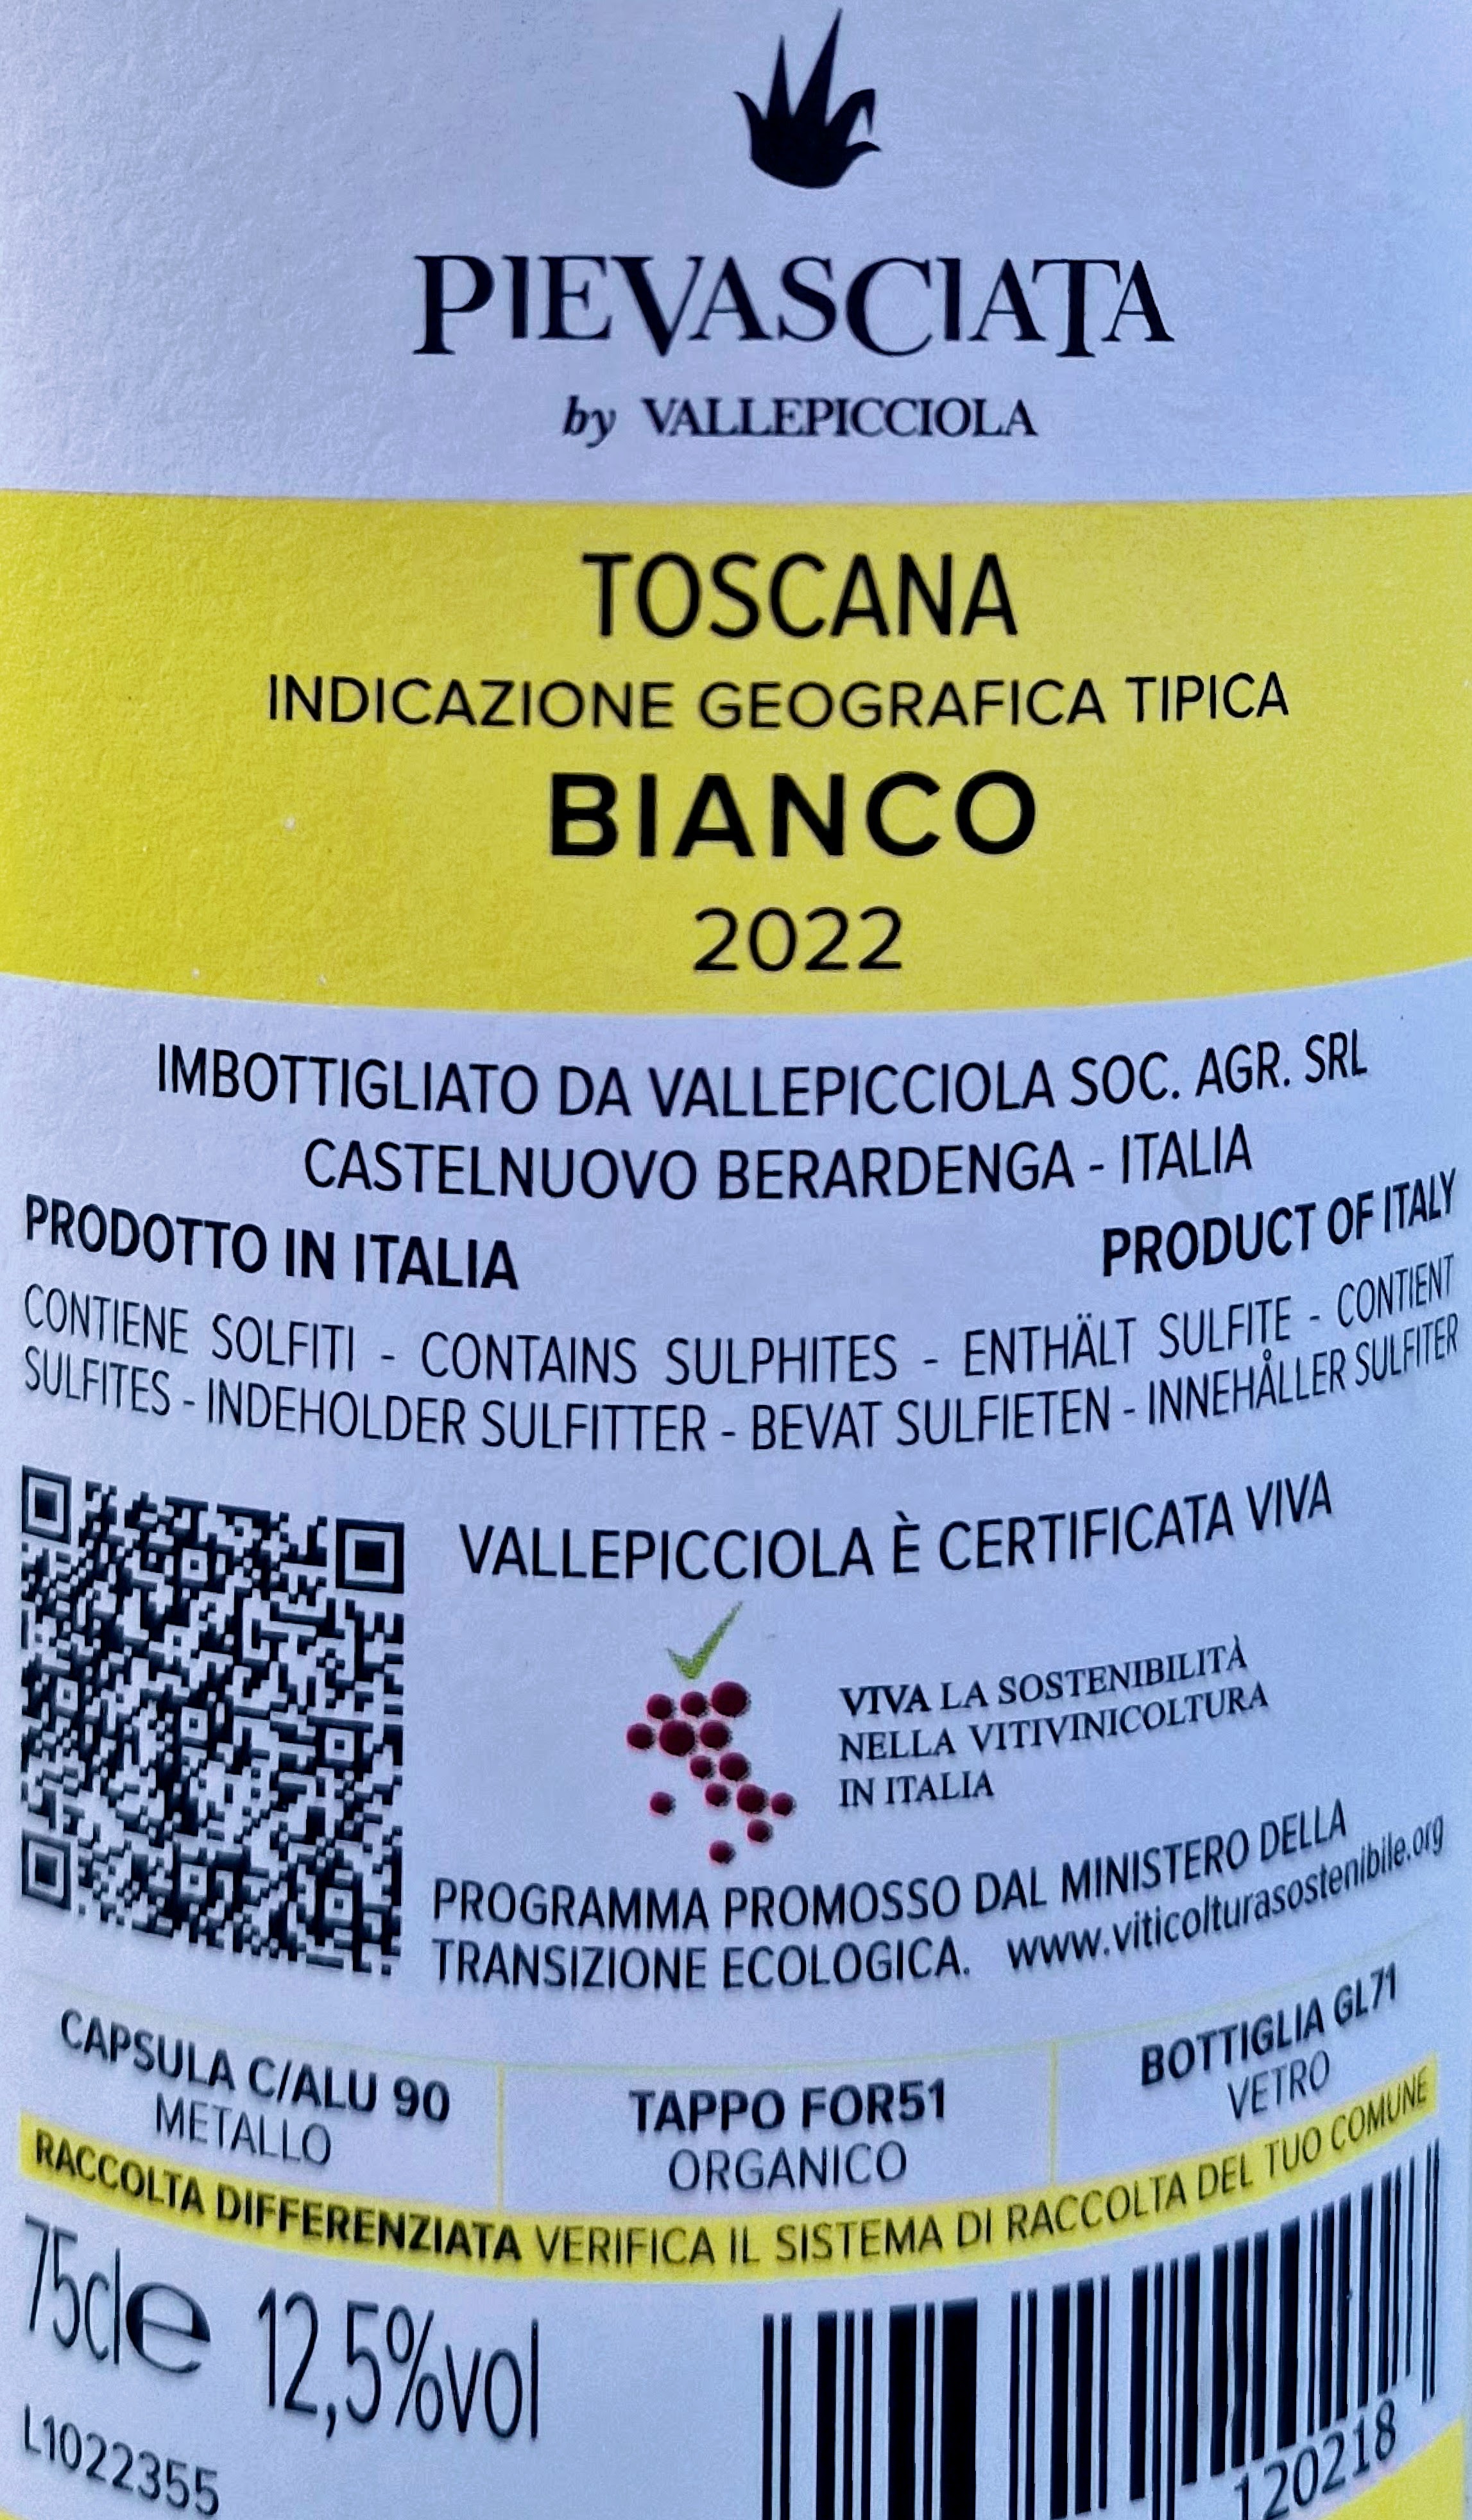 PIEVASCIATA
by VALLEPICCIOLA
TOSCANA
INDICAZIONE GEOGRAFICA TIPICA
BIANCO
2022
IMBOTTIGLIATO DA VALLEPICCIOLA SOC. AGR. SRL
CASTELNUOVO BERARDENGA - ITALIA
PRODOTTO IN ITALIA
PRODUCT OF ITALY
CONTIENE SOLFITI - CONTAINS SULPHITES - ENTHÄLT SULFITE - CONTIENT
SULFITES - INDEHOLDER SULFITTER - BEVAT SULFIETEN - INNEHÅLLER SULFITER
VALLEPICCIOLA È CERTIFICATA VIVA
VIVA LA SOSTENIBILITÀ
NELLA VITIVINICOLTURA
IN ITALIA
PROGRAMMA PROMOSSO DAL MINISTERO DELLA
TRANSIZIONE ECOLOGICA. www.viticolturasostenibile.org
CAPSULA C/ALU 90
METALLO
TAPPO FOR51
ORGANICO
BOTTIGLIA GL71
VETRO
RACCOLTA DIFFERENZIATA VERIFICA IL SISTEMA DI RACCOLTA DEL TUO COMUNE
75cl e 12,5%vol
L1022355
120218